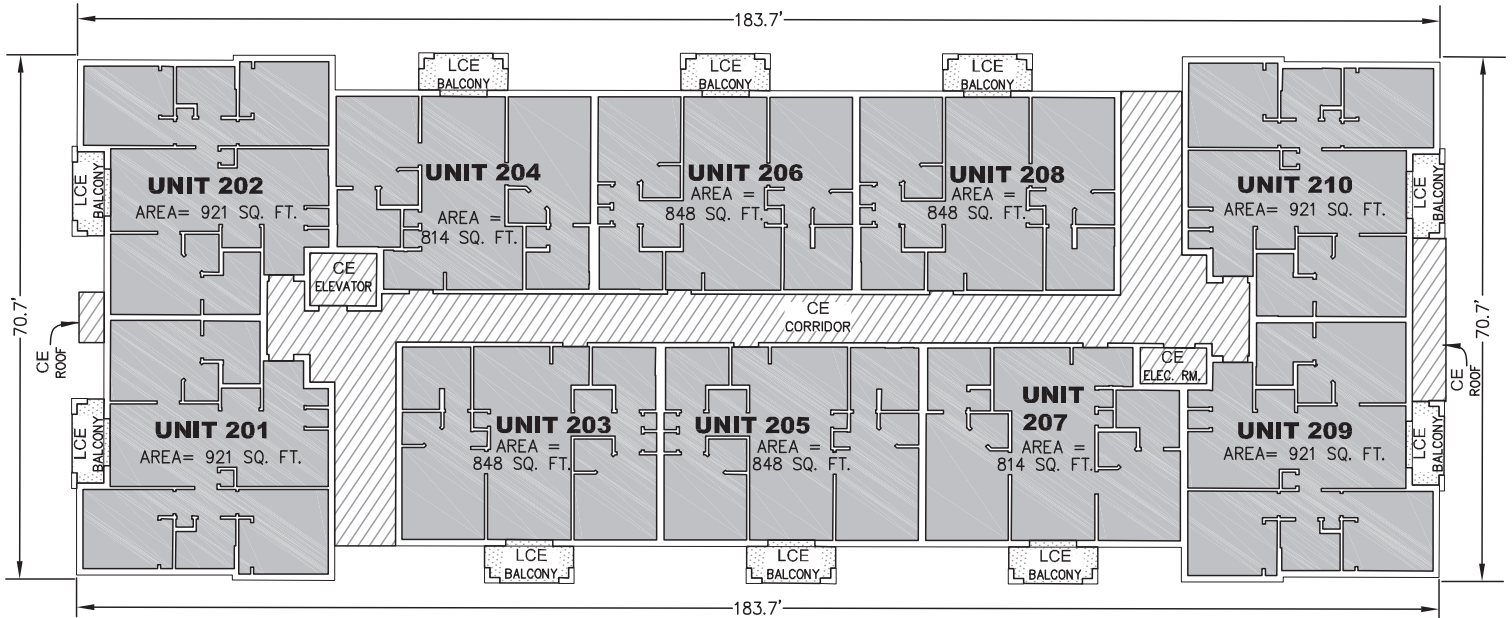 183.7'
LCE
BALCONY
LCE
BALCONY
LCE
BALCONY
70.7'
70.7'
UNIT 202
AREA= 921 SQ. FT.
LCE
BALCONY
UNIT 204
AREA =
814 SQ. FT.
UNIT 206
AREA =
848 SQ. FT.
UNIT 208
AREA =
848 SQ. FT.
UNIT 210
AREA= 921 SQ. FT.
LCE
BALCONY
CE
ELEVATOR
CE
CORRIDOR
CE
ROOF
CE
ELEC. RM.
CE
ROOF
UNIT 201
AREA= 921 SQ. FT.
LCE
BALCONY
UNIT 203
AREA =
848 SQ. FT.
UNIT 205
AREA =
848 SQ. FT.
UNIT
207
AREA =
814 SQ. FT.
UNIT 209
AREA= 921 SQ. FT.
LCE
BALCONY
LCE
BALCONY
LCE
BALCONY
LCE
BALCONY
183.7'